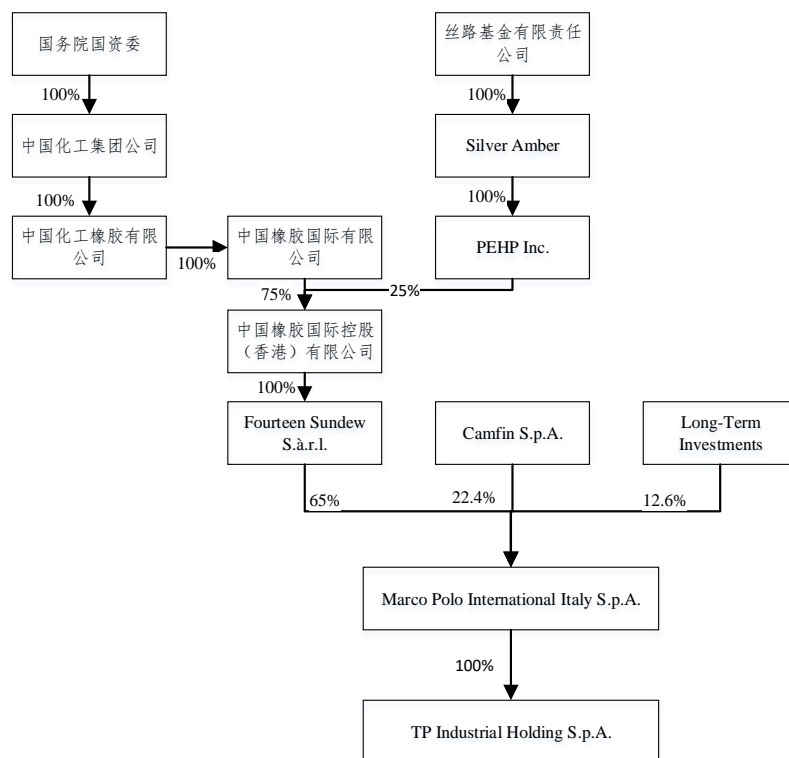 国务院国资委
丝路基金有限责任
公司
100%
100%
中国化工集团公司
Silver Amber
100%
100%
中国化工橡胶有限
公司
100%
中国橡胶国际有限
公司
PEHP Inc.
75%
25%
中国橡胶国际控股
（香港）有限公司
100%
Fourteen Sundew
S.à.r.l.
Camfin S.p.A.
Long-Term
Investments
65%
22.4%
12.6%
Marco Polo International Italy S.p.A.
100%
TP Industrial Holding S.p.A.